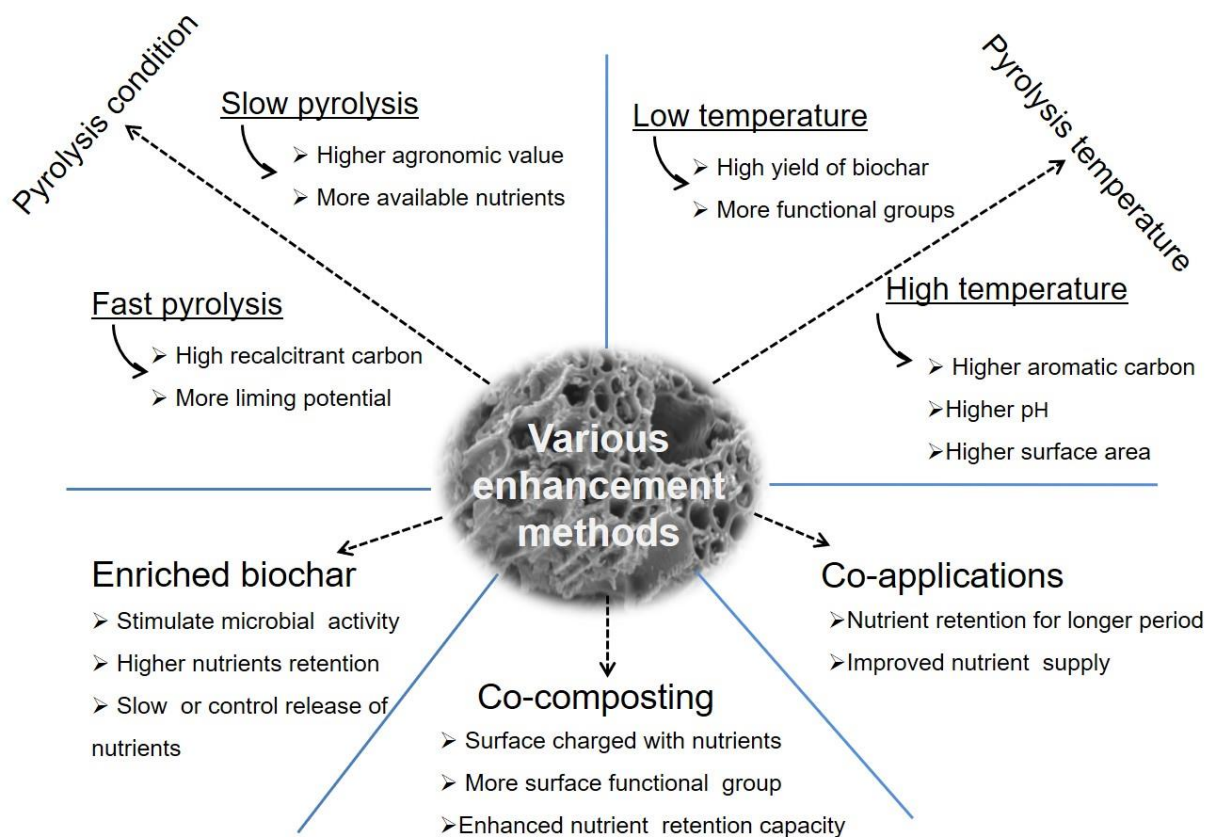 Pyrolysis condition
Slow pyrolysis
➢ Higher agronomic value
➢ More available nutrients
Fast pyrolysis
➢ High recalcitrant carbon
➢ More liming potential
Pyrolysis temperature
Low temperature
➢ High yield of biochar
➢ More functional groups
High temperature
➢ Higher aromatic carbon
➢Higher pH
➢Higher surface area
Various
enhancement
methods
Enriched biochar
➢ Stimulate microbial activity
➢ Higher nutrients retention
➢ Slow or control release of
nutrients
Co-composting
➢ Surface charged with nutrients
➢ More surface functional group
➢Enhanced nutrient retention capacity
Co-applications
➢Nutrient retention for longer period
➢Improved nutrient supply